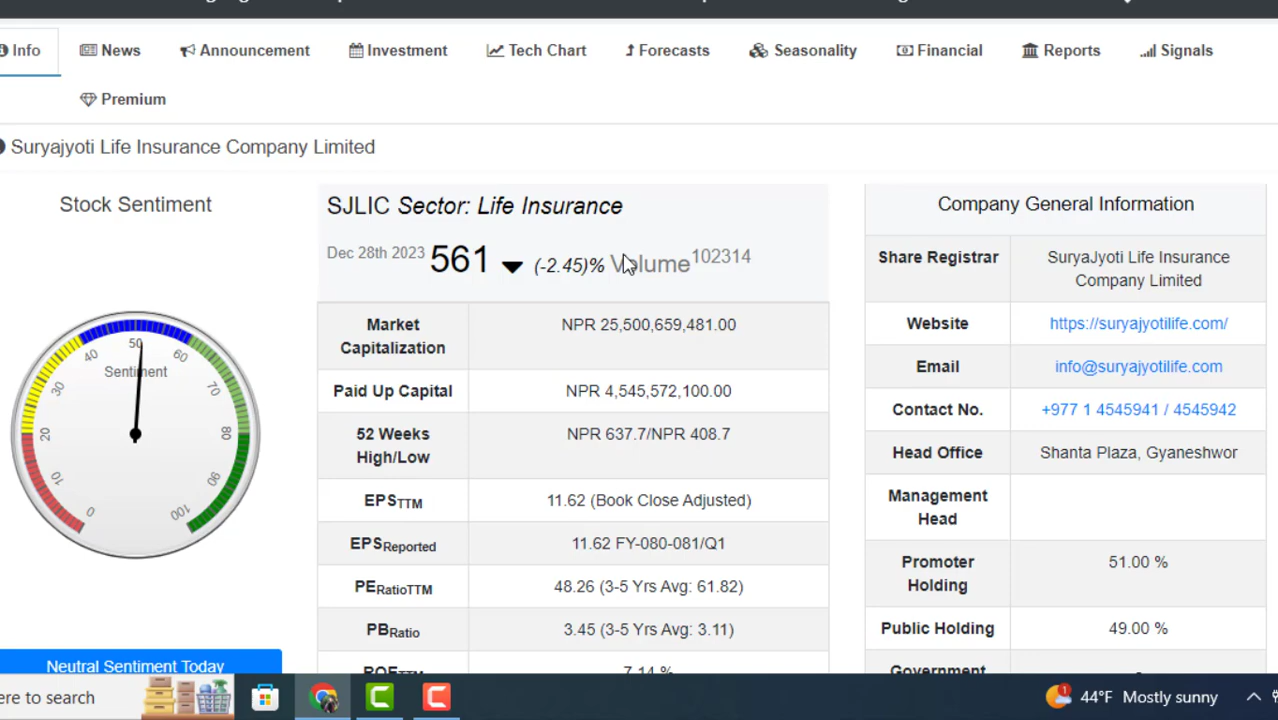 Info News Announcement Investment Tech Chart Forecasts Seasonality Financial Reports Signals
Premium
Suryajyoti Life Insurance Company Limited
Stock Sentiment
0 10 20 30 40 50 60 70 80 90 100
Sentiment
Neutral Sentiment Today
SJLIC Sector: Life Insurance
Dec 28th 2023 561 (-2.45)% Volume 102314
Market
Capitalization
NPR 25,500,659,481.00
Paid Up Capital NPR 4,545,572,100.00
52 Weeks
High/Low
NPR 637.7/NPR 408.7
EPSTTM 11.62 (Book Close Adjusted)
EPSReported 11.62 FY-080-081/Q1
PERatioTTM 48.26 (3-5 Yrs Avg: 61.82)
PBRatio 3.45 (3-5 Yrs Avg: 3.11)
ROETTM 7.14 %
Company General Information
Share Registrar
SuryaJyoti Life Insurance
Company Limited
Website https://suryajyotilife.com/
Email info@suryajyotilife.com
Contact No. +977 1 4545941 / 4545942
Head Office Shanta Plaza, Gyaneshwor
Management
Head
Promoter
Holding
51.00 %
Public Holding 49.00 %
Government -
ere to search
44°F Mostly sunny